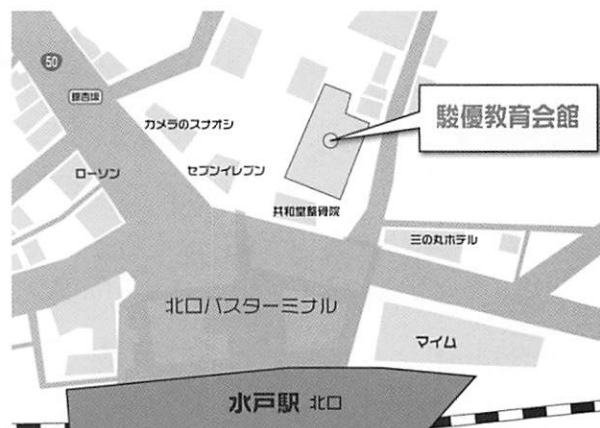 50
銀杏坂
カメラのスナオシ
駿優教育会館
ローソン
セブンイレブン
共和堂整骨院
三の丸ホテル
北口バスターミナル
マイム
水戸駅 北口